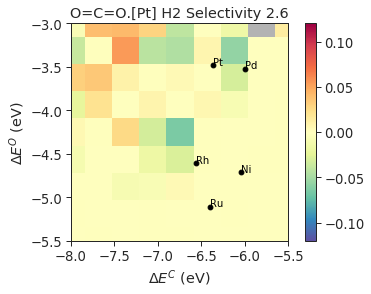 O=C=O.[Pt] H2 Selectivity 2.6
−3.0
−3.5
−4.0
−4.5
−5.0
−5.5
ΔE^O (eV)
Pt
Pd
Rh
Ni
Ru
−8.0 −7.5 −7.0 −6.5 −6.0 −5.5
ΔE^C (eV)
0.10
0.05
0.00
−0.05
−0.10